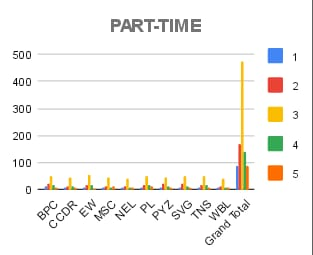 PART-TIME
500
400
300
200
100
0
BPC
CCDR
EW
MSC
NEL
PL
PYZ
SVG
TNS
WBL
Grand Total
1
2
3
4
5